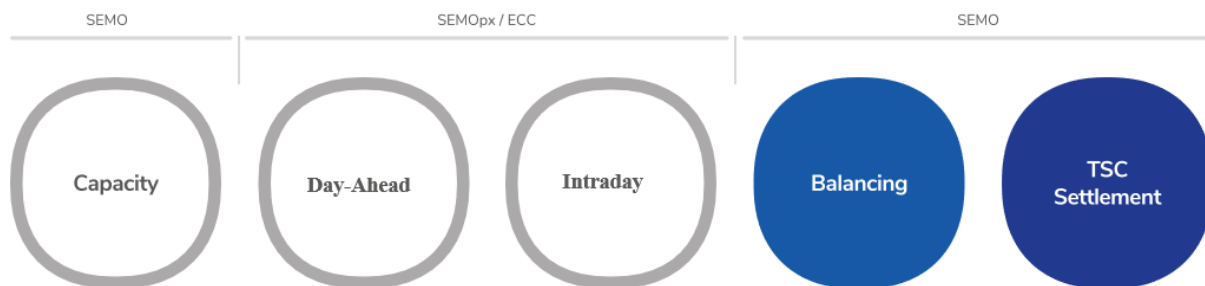 SEMO
SEMOpx / ECC
SEMO
Capacity
Day-Ahead
Intraday
Balancing
TSC
Settlement